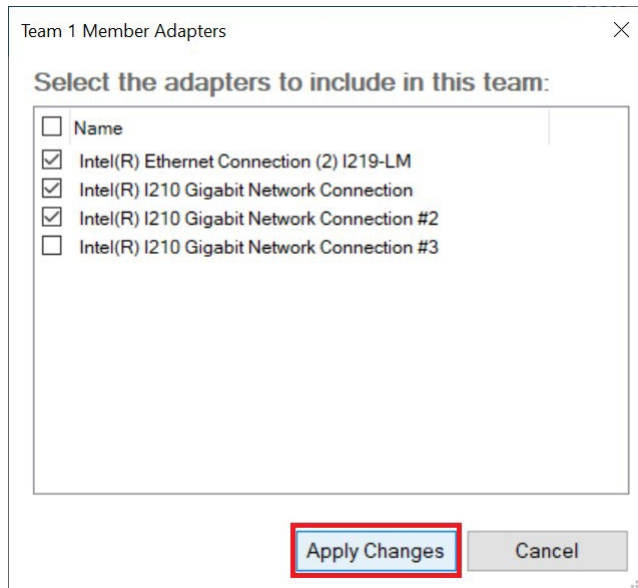 Team 1 Member Adapters
Select the adapters to include in this team:
Name
Intel(R) Ethernet Connection (2) I219-LM
Intel(R) I210 Gigabit Network Connection
Intel(R) I210 Gigabit Network Connection #2
Intel(R) I210 Gigabit Network Connection #3
Apply Changes Cancel